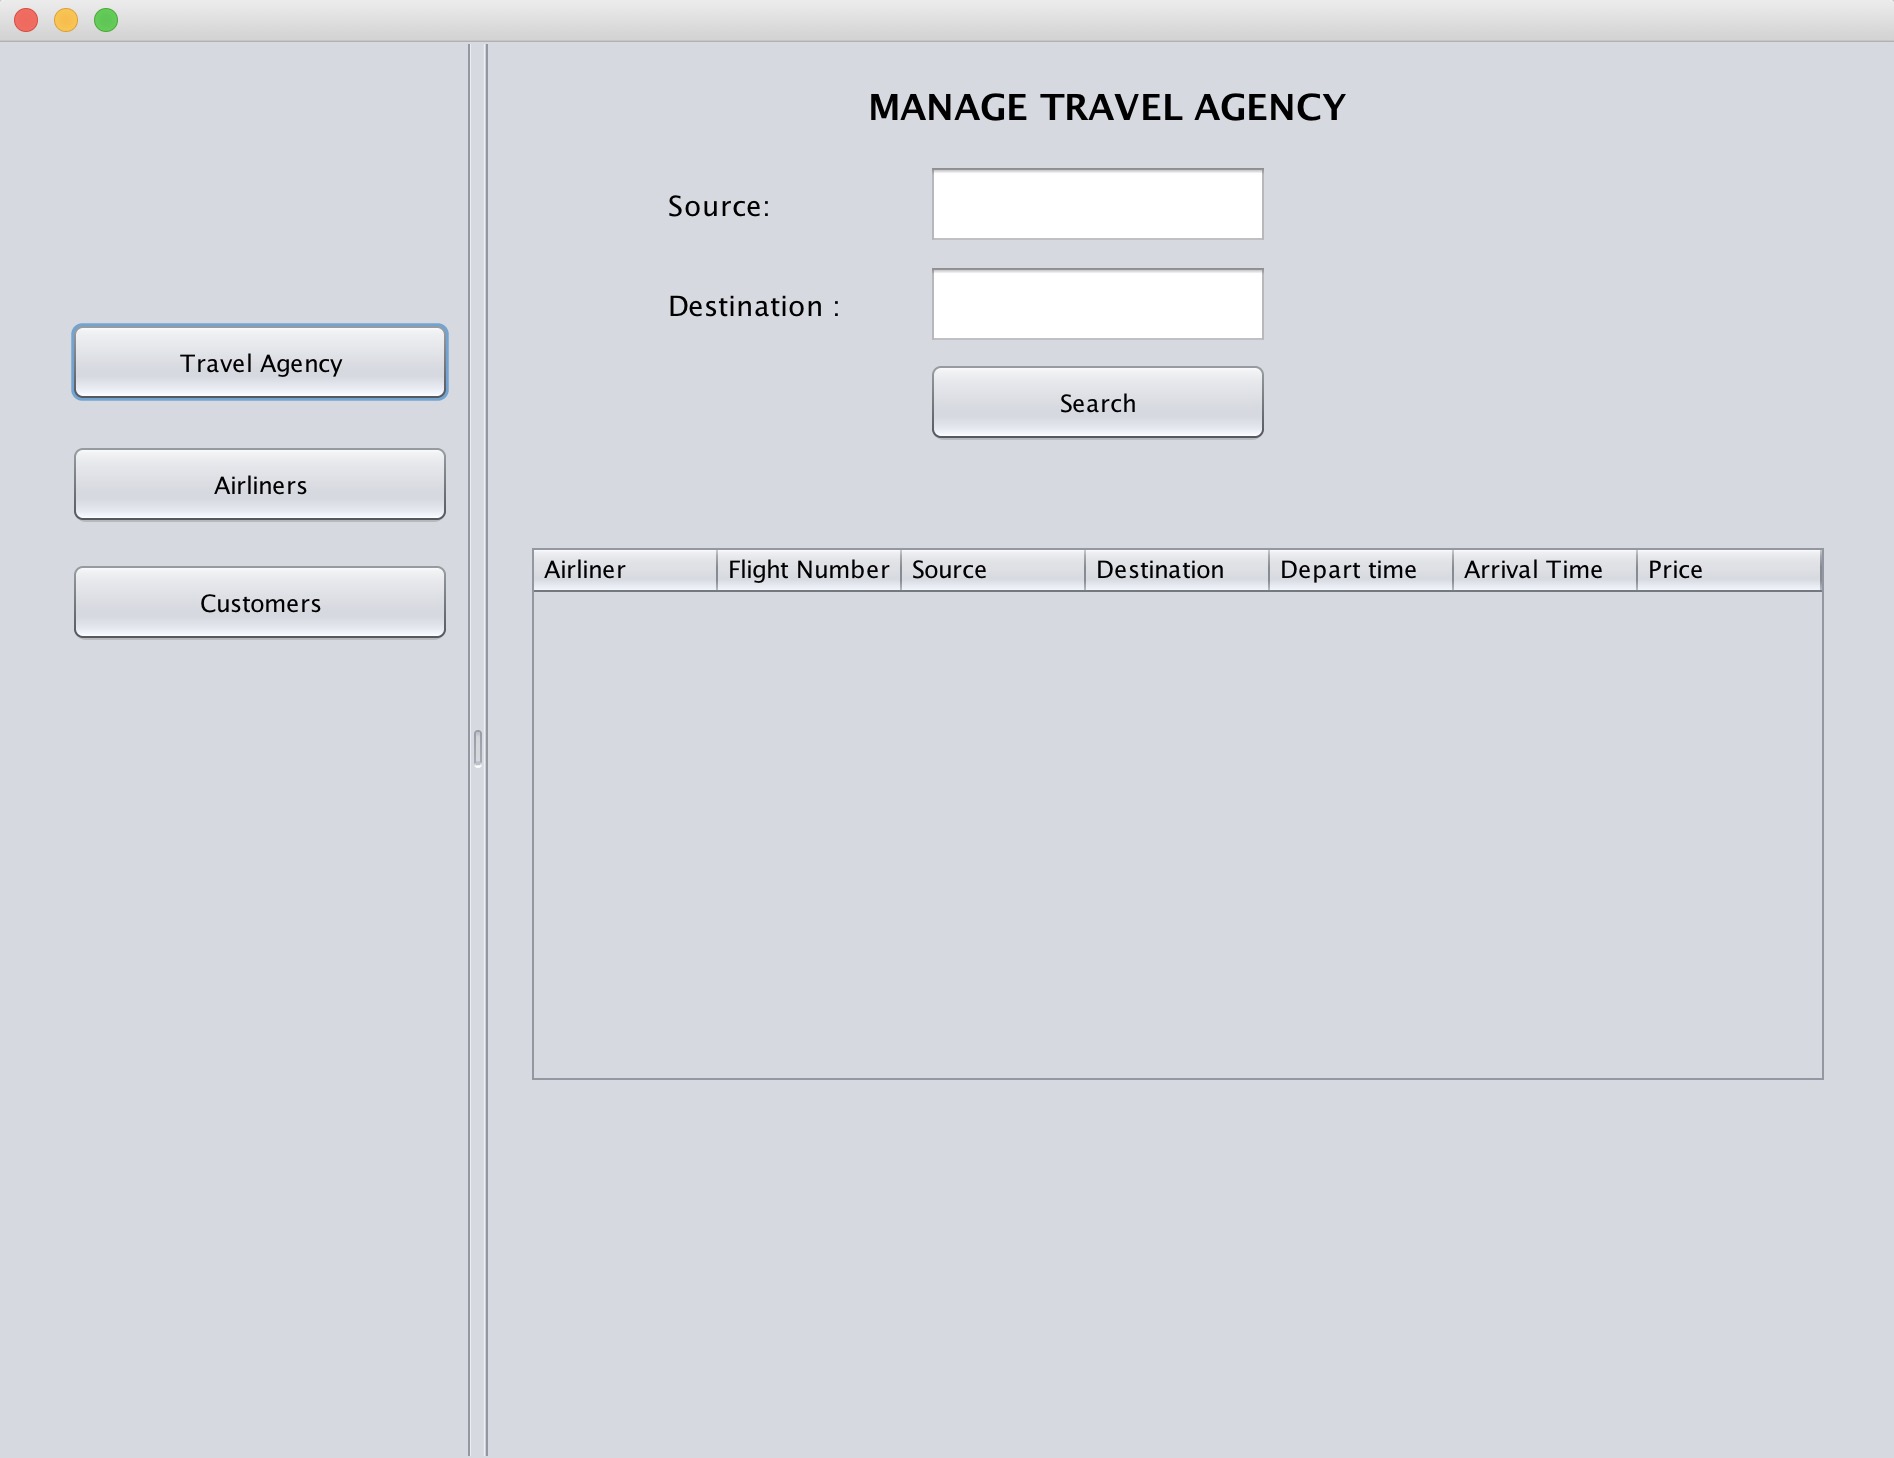 MANAGE TRAVEL AGENCY
Source:
Destination :
Search
Travel Agency
Airliners
Customers
Airliner Flight Number Source Destination Depart time Arrival Time Price